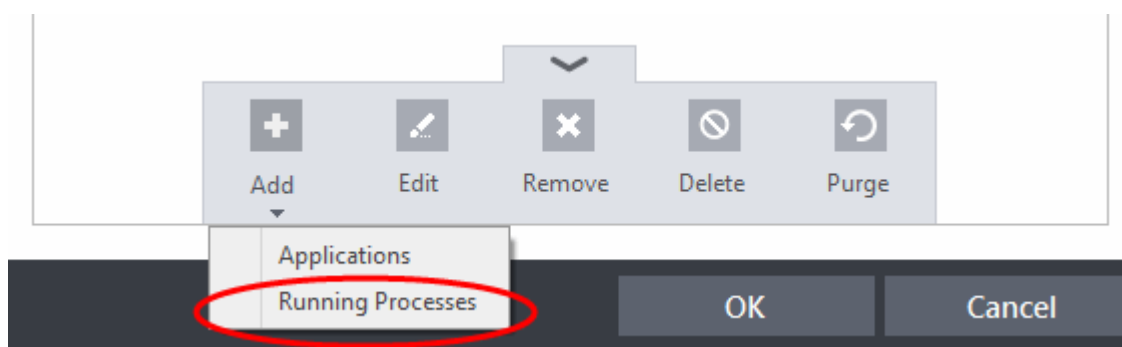 Add Edit Remove Delete Purge
Applications
Running Processes
OK Cancel